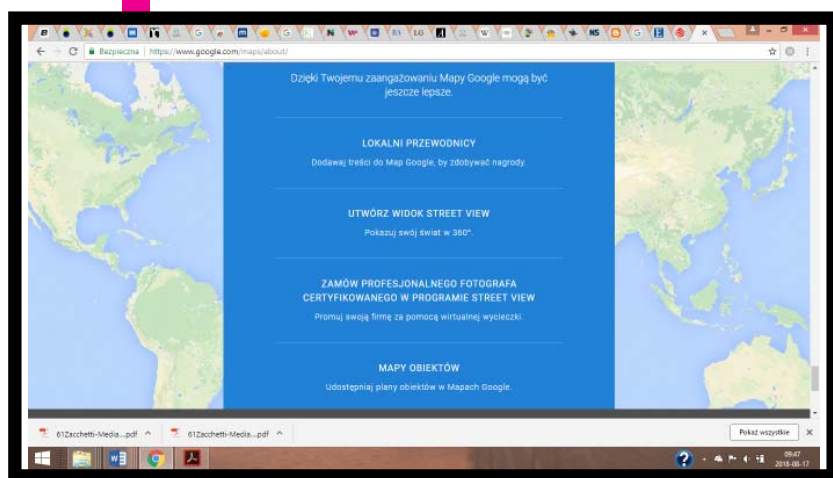 Bezpieczna | https://www.google.com/maps/about/
Dzięki Twojemu zaangażowaniu Mapy Google mogą być
jeszcze lepsze.
LOKALNI PRZEWODNICY
Dodawaj treści do Map Google, by zdobywać nagrody.
UTWÓRZ WIDOK STREET VIEW
Pokazuj swój świat w 360°.
ZAMÓW PROFESJONALNEGO FOTOGRAFA
CERTYFIKOWANEGO W PROGRAMIE STREET VIEW
Promuj swoją firmę za pomocą wirtualnej wycieczki.
MAPY OBIEKTÓW
Udostępniaj plany obiektów w Mapach Google.
61Zacchetti-Media....pdf 61Zacchetti-Media....pdf Pokaż wszystkie
09:47
2018-08-17